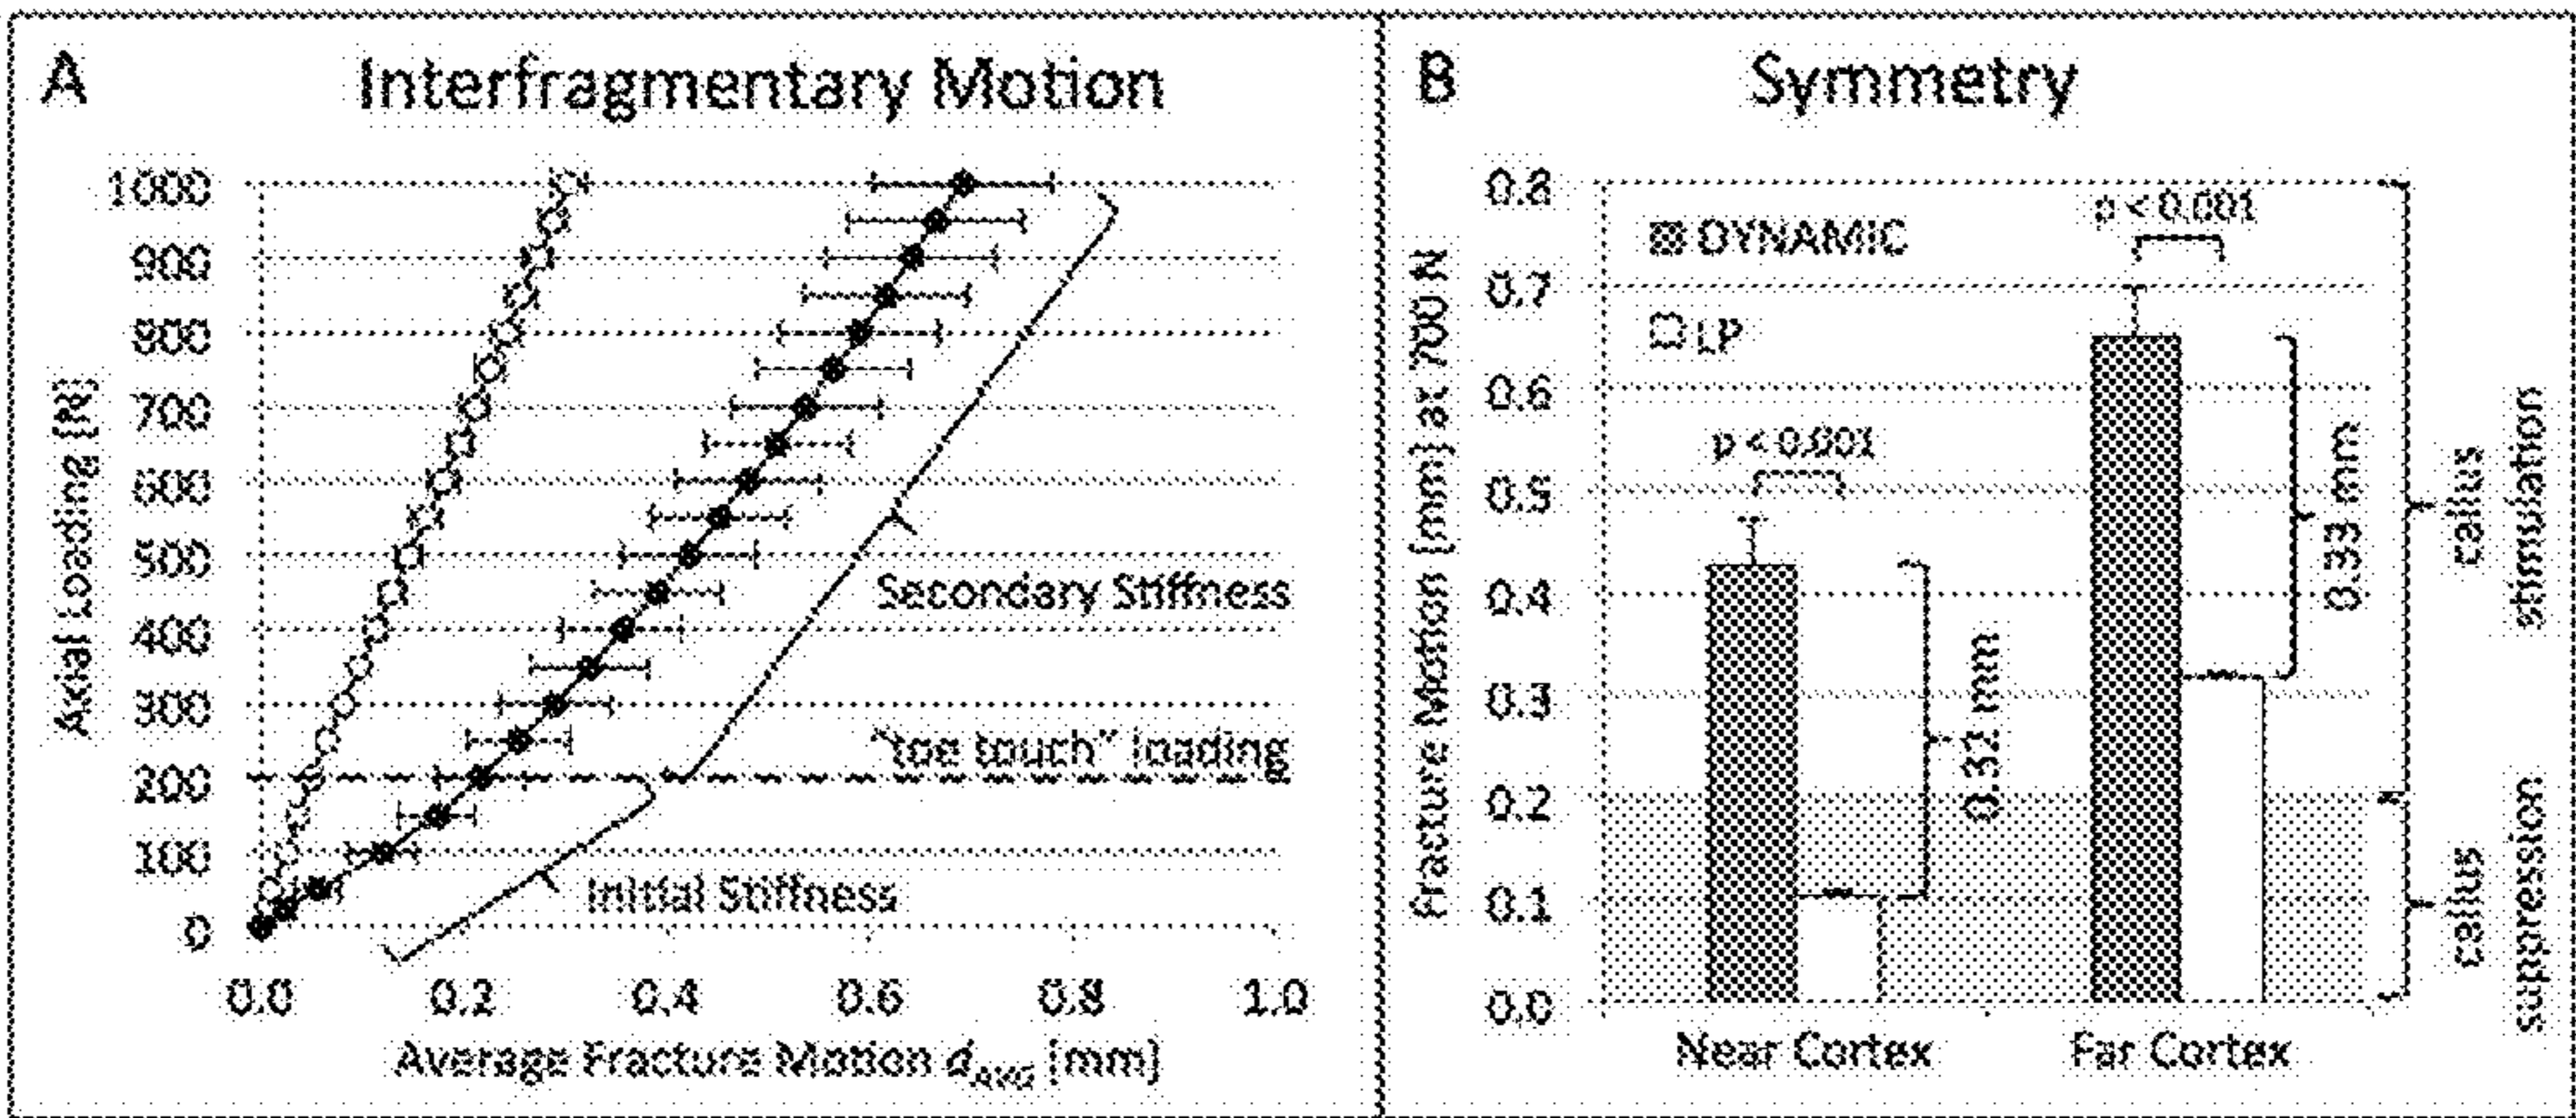 A
Interfragmentary Motion
Axial Loading [N]
1000
900
800
700
600
500
400
300
200
100
0
Secondary Stiffness
"toe touch" loading
Initial Stiffness
0.0 0.2 0.4 0.6 0.8 1.0
Average Fracture Motion dAVG [mm]
B
Symmetry
Fracture Motion [mm] at 700 N
0.8
0.7
0.6
0.5
0.4
0.3
0.2
0.1
0.0
DYNAMIC
LP
p < 0.001
p < 0.001
0.32 mm
0.33 mm
callus
stimulation
callus
suppression
Near Cortex Far Cortex